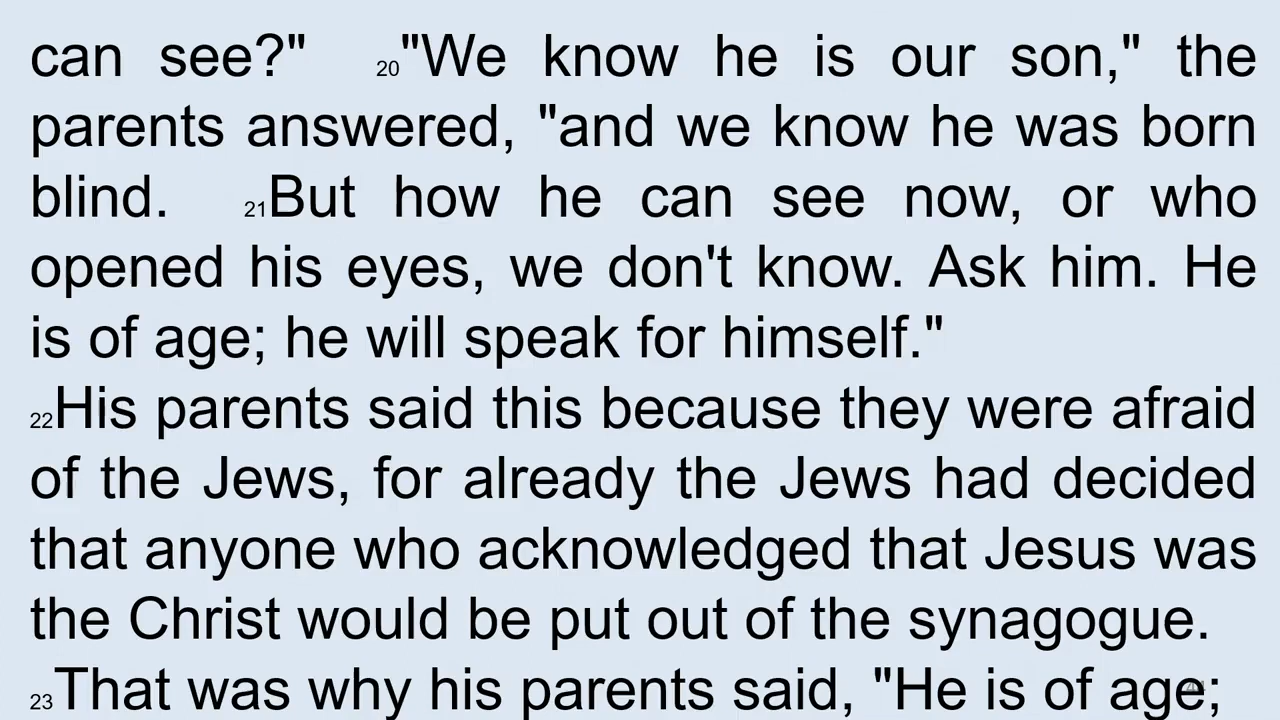 can see?" 20"We know he is our son," the
parents answered, "and we know he was born
blind. 21But how he can see now, or who
opened his eyes, we don't know. Ask him. He
is of age; he will speak for himself."
22His parents said this because they were afraid
of the Jews, for already the Jews had decided
that anyone who acknowledged that Jesus was
the Christ would be put out of the synagogue.
23That was why his parents said, "He is of age;